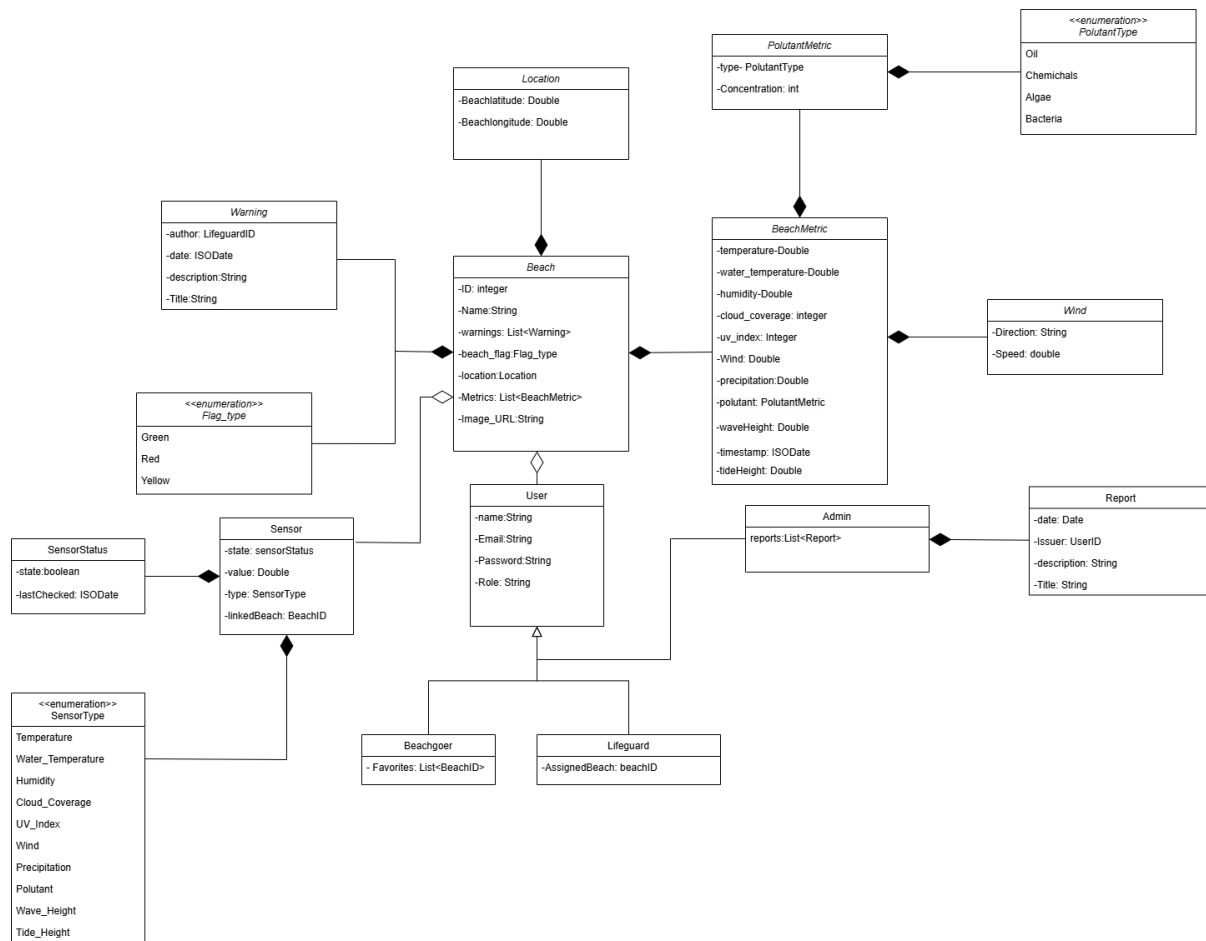 <<enumeration>>
PolutantType
Oil
Chemichals
Algae
Bacteria
PolutantMetric
-type- PolutantType
-Concentration: int
Location
-Beachlatitude: Double
-Beachlongitude: Double
Warning
-author: LifeguardID
-date: ISODate
-description:String
-Title:String
Beach
-ID: integer
-Name:String
-warnings: List<Warning>
-beach_flag:Flag_type
-location:Location
-Metrics: List<BeachMetric>
-Image_URL:String
BeachMetric
-temperature-Double
-water_temperature-Double
-humidity-Double
-cloud_coverage: integer
-uv_index: Integer
-Wind: Double
-precipitation:Double
-polutant: PolutantMetric
-waveHeight: Double
-timestamp: ISODate
-tideHeight: Double
Wind
-Direction: String
-Speed: double
<<enumeration>>
Flag_type
Green
Red
Yellow
User
-name:String
-Email:String
-Password:String
-Role: String
Admin
reports:List<Report>
Report
-date: Date
-Issuer: UserID
-description: String
-Title: String
Sensor
-state: sensorStatus
-value: Double
-type: SensorType
-linkedBeach: BeachID
SensorStatus
-state:boolean
-lastChecked: ISODate
<<enumeration>>
SensorType
Temperature
Water_Temperature
Humidity
Cloud_Coverage
UV_Index
Wind
Precipitation
Polutant
Wave_Height
Tide_Height
Beachgoer
- Favorites: List<BeachID>
Lifeguard
-AssignedBeach: beachID